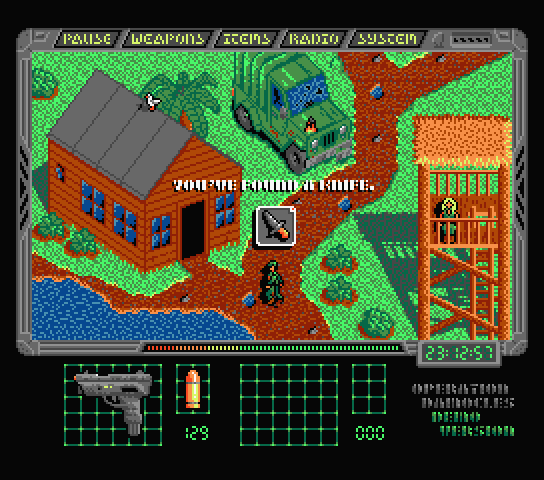 PAUSE WEAPONS ITEMS RADIO SYSTEM
YOU'VE FOUND A KNIFE.
23:12:57
129
000
OPERATION
DAMOCLES
DEMO
VERSION